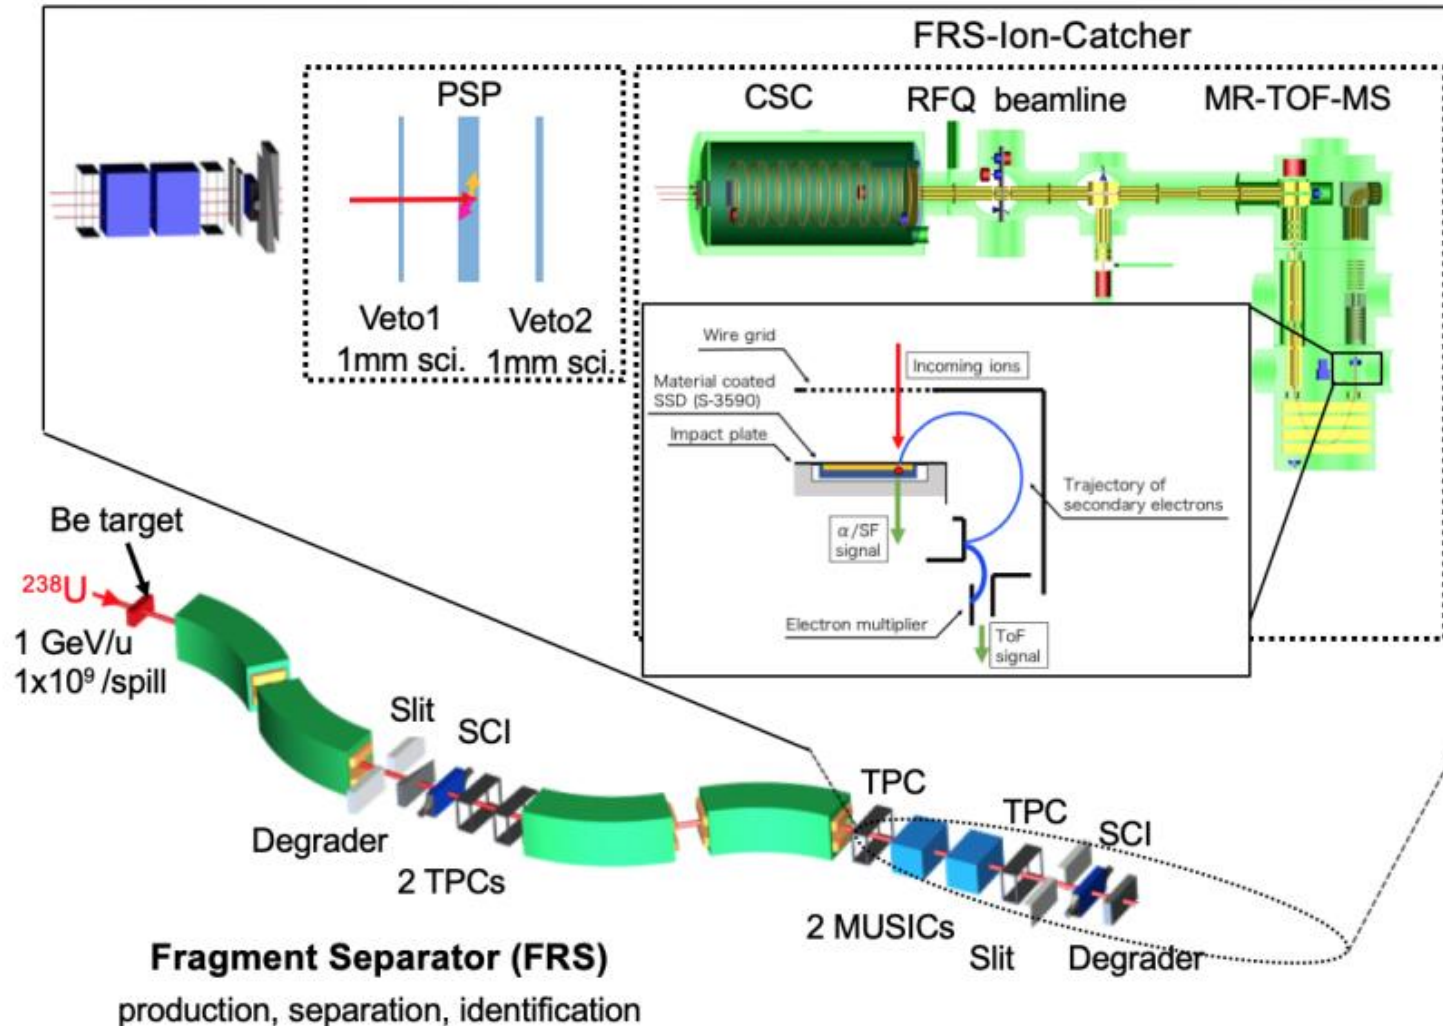 FRS-Ion-Catcher
PSP
CSC
RFQ beamline
MR-TOF-MS
Veto1
1mm sci.
Veto2
1mm sci.
Wire grid
Incoming ions
Material coated
SSD (S-3590)
Impact plate
Trajectory of
secondary electrons
α/SF
signal
Electron multiplier
ToF
signal
Be target
²³⁸U
1 GeV/u
1x10⁹ /spill
Slit
SCI
Degrader
2 TPCs
TPC
TPC
SCI
2 MUSICs
Slit
Degrader
Fragment Separator (FRS)
production, separation, identification